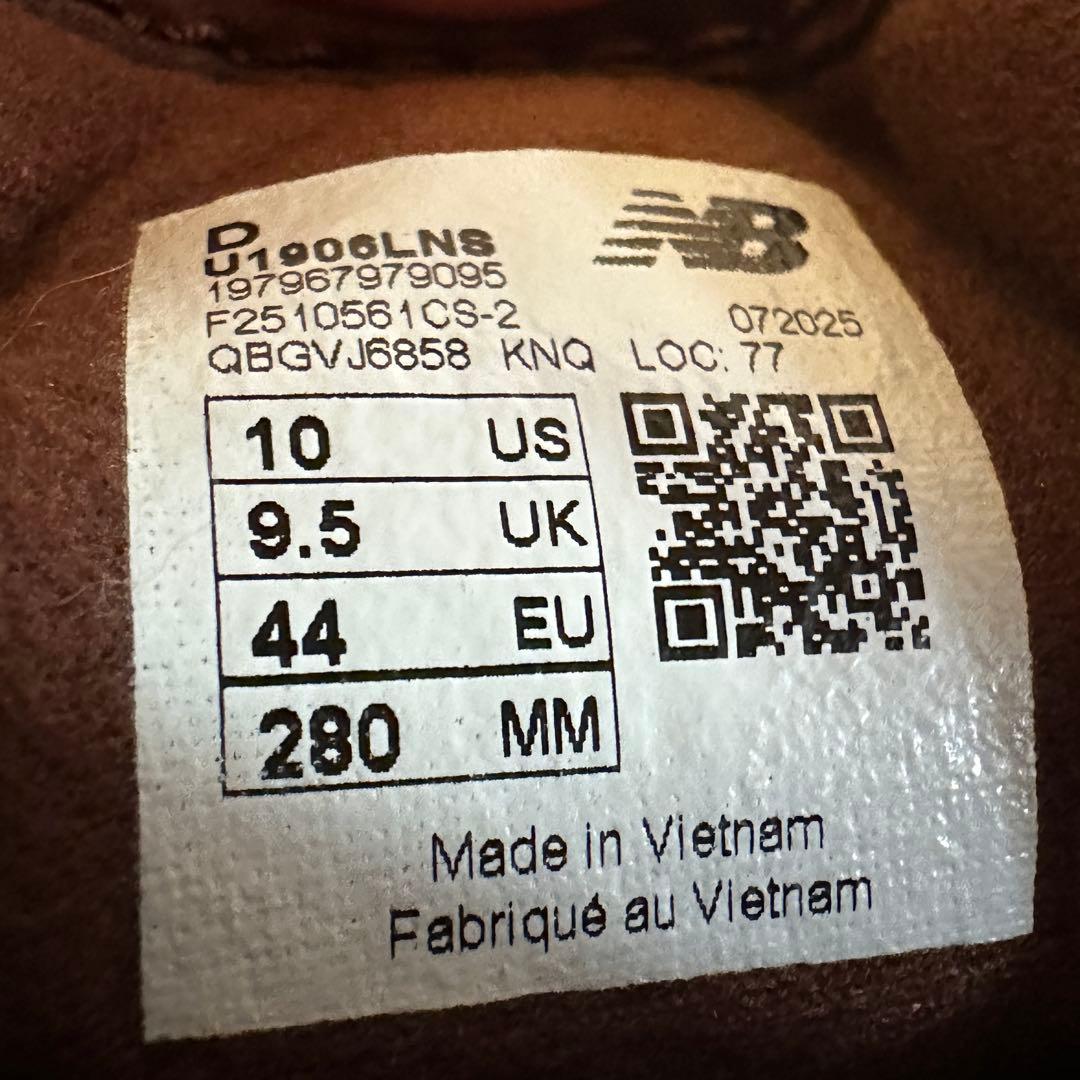 NB
D
U1906LNS
197967979095
F2510561CS-2 072025
QBGVJ6858 KNQ LOC: 77
10 US
9.5 UK
44 EU
280 MM
Made in Vietnam
Fabriqué au Vietnam